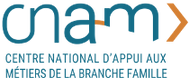 cnam
CENTRE NATIONAL D'APPUI AUX
MÉTIERS DE LA BRANCHE FAMILLE